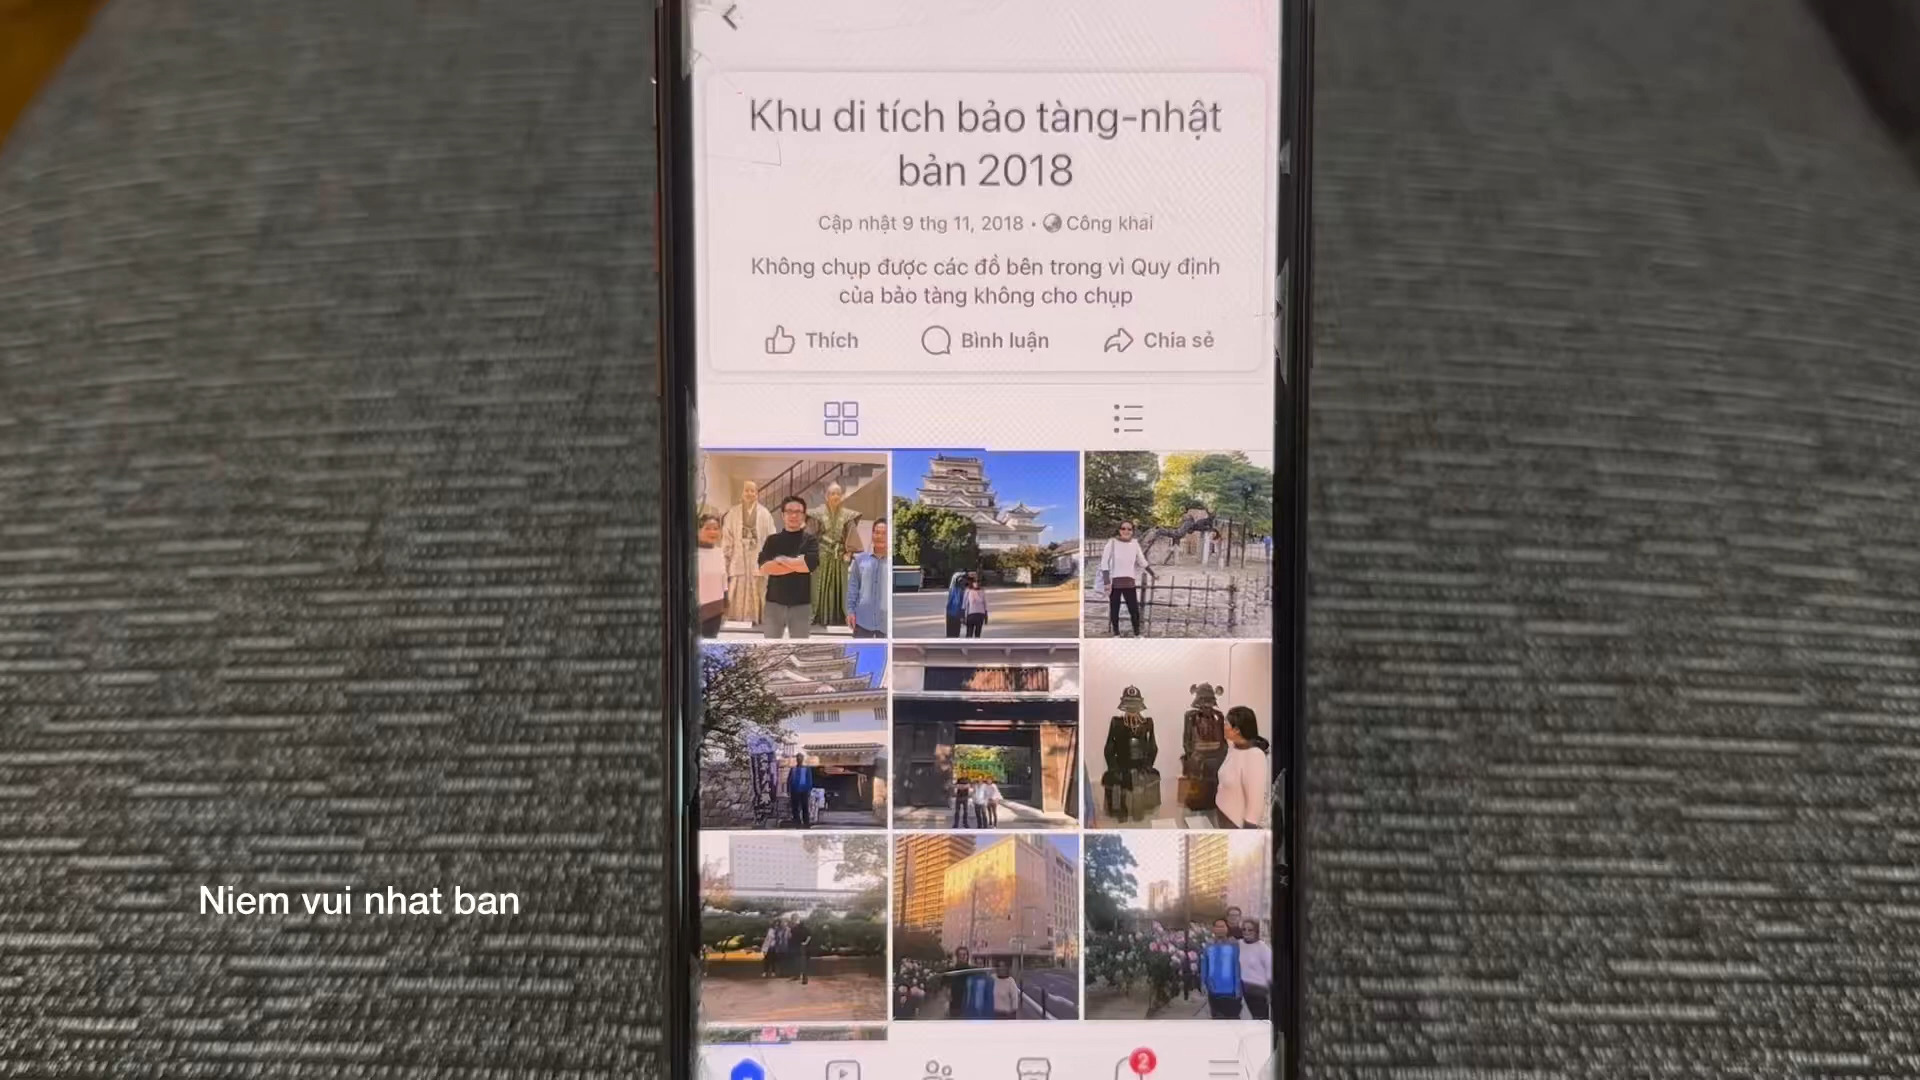 Khu di tích bảo tàng-nhật
bản 2018
Cập nhật 9 thg 11, 2018 · Công khai
Không chụp được các đồ bên trong vì Quy định
của bảo tàng không cho chụp
Thích Bình luận Chia sẻ
Niem vui nhat ban
2